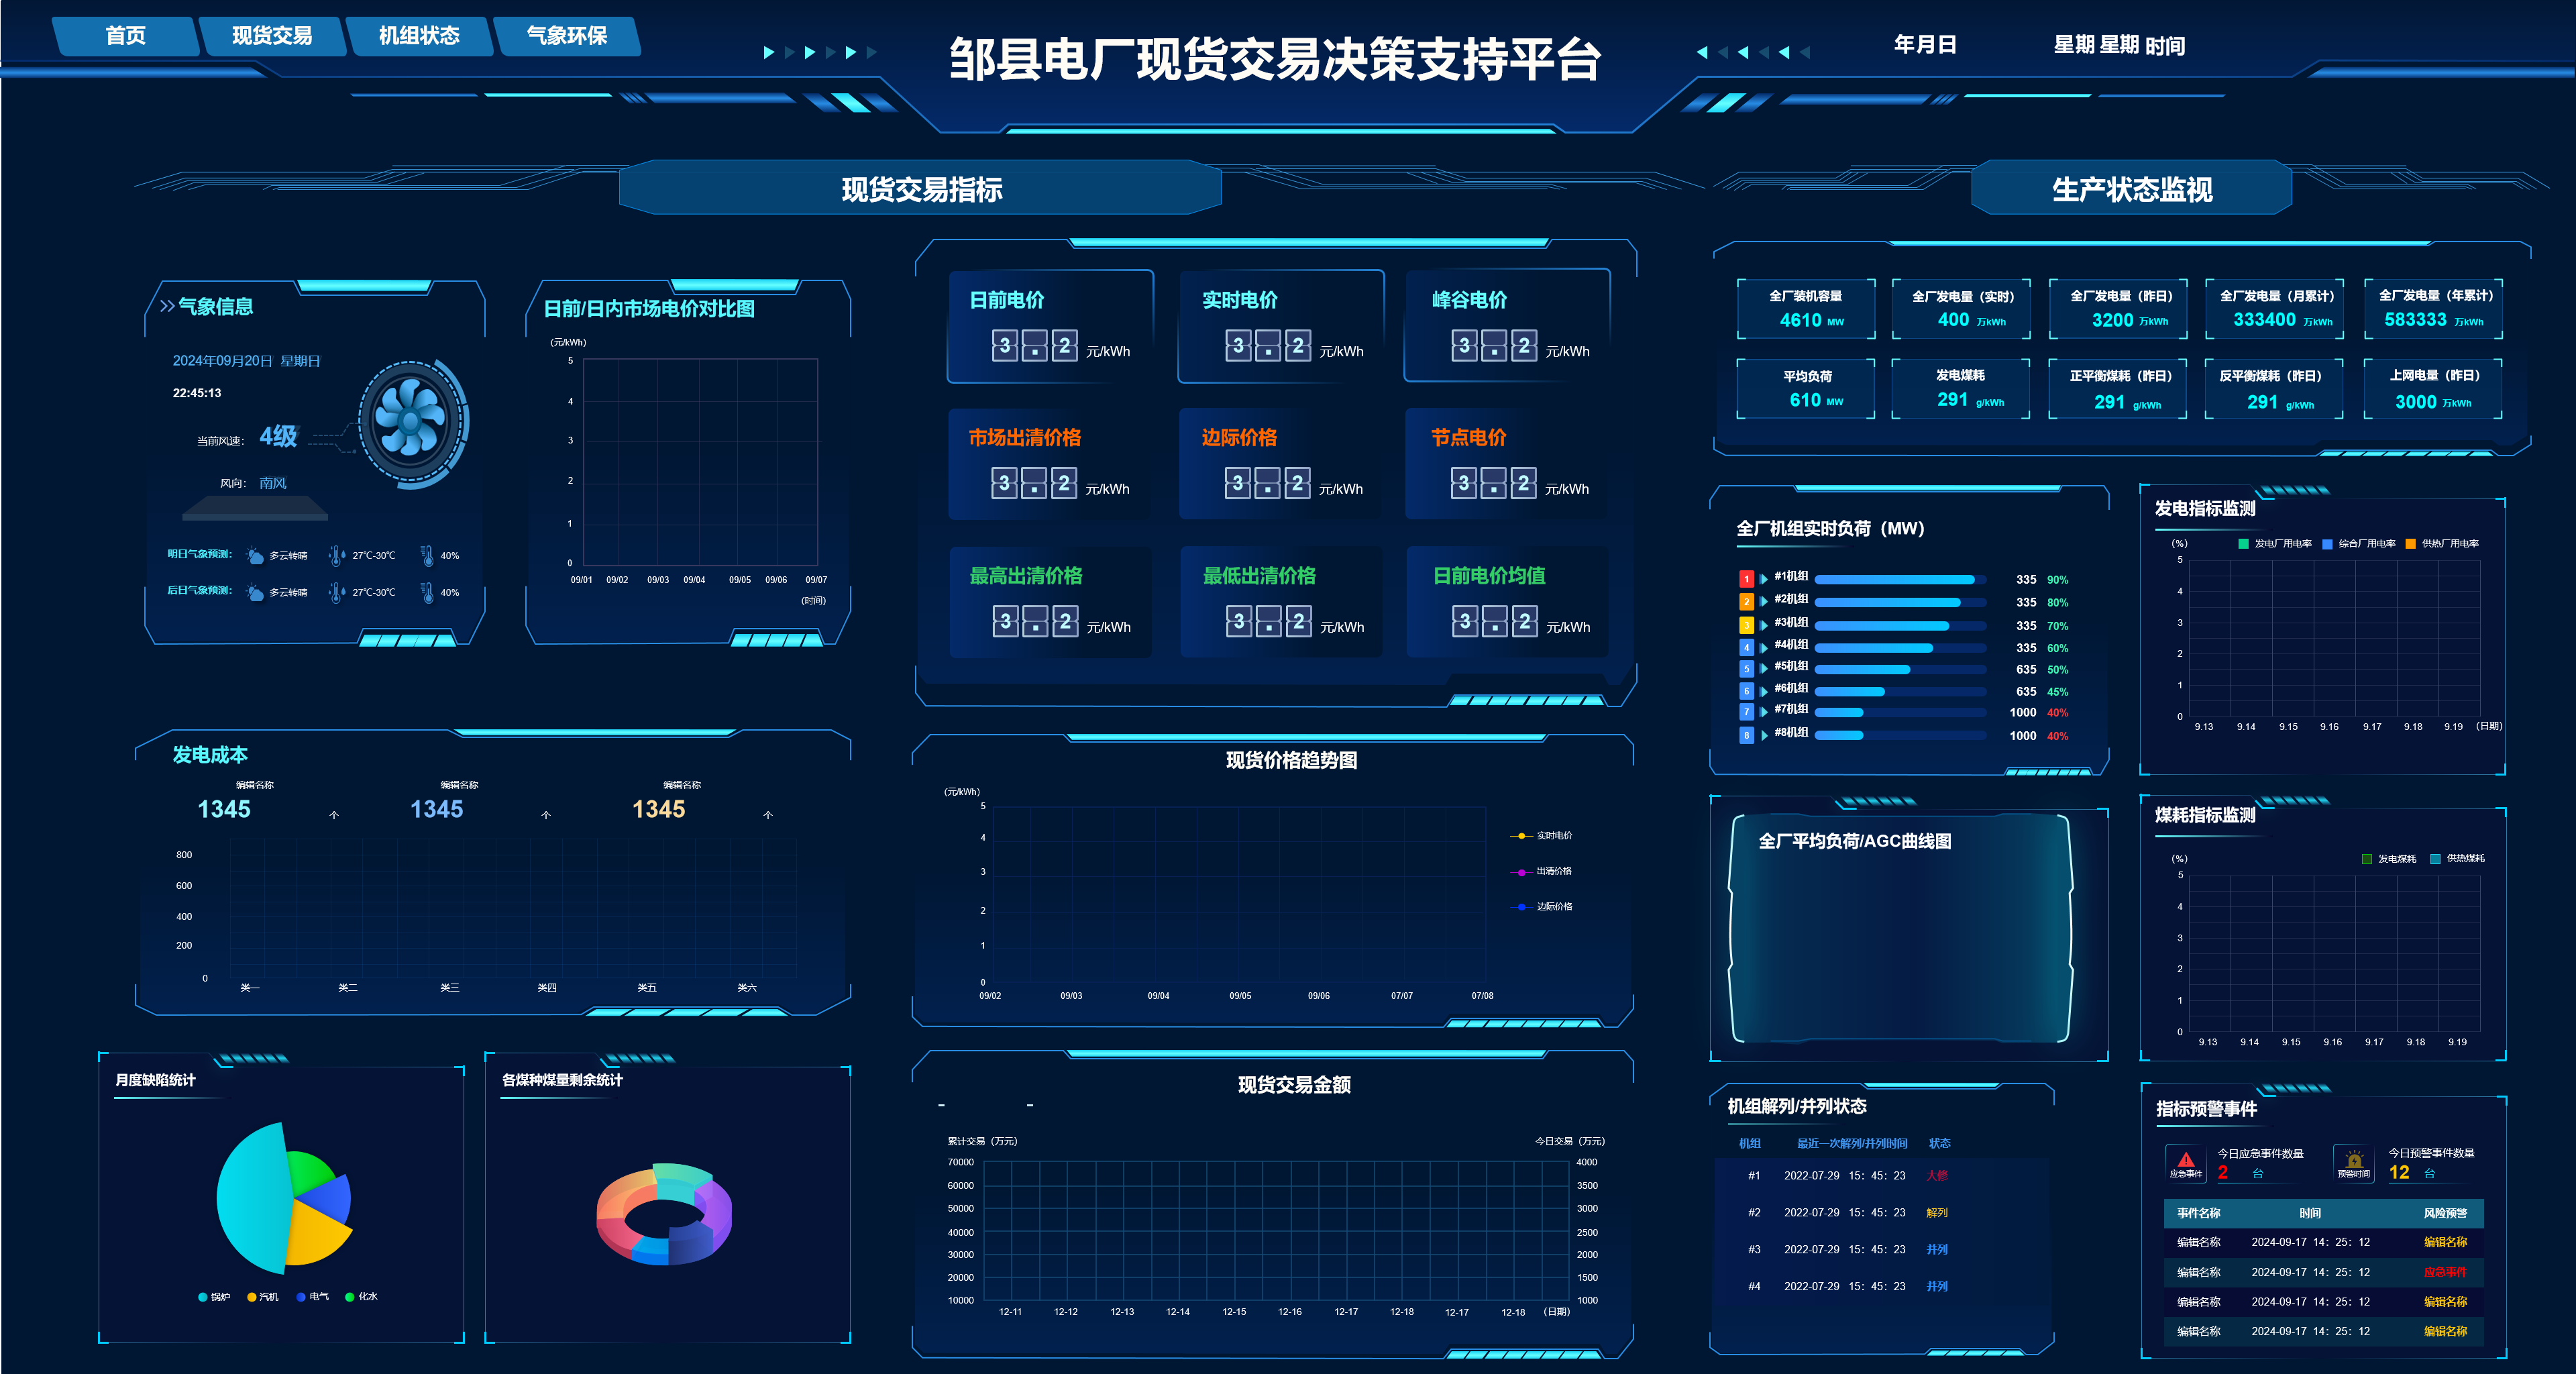 首页 现货交易 机组状态 气象环保
邹县电厂现货交易决策支持平台
年月日 星期 星期 时间
现货交易指标
生产状态监视
气象信息
2024年09月20日 星期日
22:45:13
当前风速： 4级
风向： 南风
明日气象预测： 多云转晴 27℃-30℃ 40%
后日气象预测： 多云转晴 27℃-30℃ 40%
日前/日内市场电价对比图
(元/kWh)
5
4
3
2
1
0
09/01 09/02 09/03 09/04 09/05 09/06 09/07
(时间)
日前电价 实时电价 峰谷电价
3.2 元/kWh 3.2 元/kWh 3.2 元/kWh
市场出清价格 边际价格 节点电价
3.2 元/kWh 3.2 元/kWh 3.2 元/kWh
最高出清价格 最低出清价格 日前电价均值
3.2 元/kWh 3.2 元/kWh 3.2 元/kWh
全厂装机容量 全厂发电量（实时） 全厂发电量（昨日） 全厂发电量（月累计） 全厂发电量（年累计）
4610 MW 400 万kWh 3200 万kWh 333400 万kWh 583333 万kWh
平均负荷 发电煤耗 正平衡煤耗（昨日） 反平衡煤耗（昨日） 上网电量（昨日）
610 MW 291 g/kWh 291 g/kWh 291 g/kWh 3000 万kWh
全厂机组实时负荷（MW）
1 #1机组 335 90%
2 #2机组 335 80%
3 #3机组 335 70%
4 #4机组 335 60%
5 #5机组 635 50%
6 #6机组 635 45%
7 #7机组 1000 40%
8 #8机组 1000 40%
发电指标监测
(%) 发电厂用电率 综合厂用电率 供热厂用电率
5
4
3
2
1
0
9.13 9.14 9.15 9.16 9.17 9.18 9.19 (日期)
发电成本
编辑名称 编辑名称 编辑名称
1345 个 1345 个 1345 个
800
600
400
200
0
类一 类二 类三 类四 类五 类六
现货价格趋势图
(元/kWh)
5
4
3
2
1
0
09/02 09/03 09/04 09/05 09/06 07/07 07/08
实时电价
出清价格
边际价格
全厂平均负荷/AGC曲线图
煤耗指标监测
(%) 发电煤耗 供热煤耗
5
4
3
2
1
0
9.13 9.14 9.15 9.16 9.17 9.18 9.19
月度缺陷统计
锅炉 汽机 电气 化水
各煤种煤量剩余统计
现货交易金额
- -
累计交易（万元） 今日交易（万元）
70000 4000
60000 3500
50000 3000
40000 2500
30000 2000
20000 1500
10000 1000
12-11 12-12 12-13 12-14 12-15 12-16 12-17 12-18 12-17 12-18 （日期）
机组解列/并列状态
机组 最近一次解列/并列时间 状态
#1 2022-07-29 15：45：23 大修
#2 2022-07-29 15：45：23 解列
#3 2022-07-29 15：45：23 并列
#4 2022-07-29 15：45：23 并列
指标预警事件
应急事件 今日应急事件数量 2 台
预警时间 今日预警事件数量 12 台
事件名称 时间 风险预警
编辑名称 2024-09-17 14：25：12 编辑名称
编辑名称 2024-09-17 14：25：12 应急事件
编辑名称 2024-09-17 14：25：12 编辑名称
编辑名称 2024-09-17 14：25：12 编辑名称